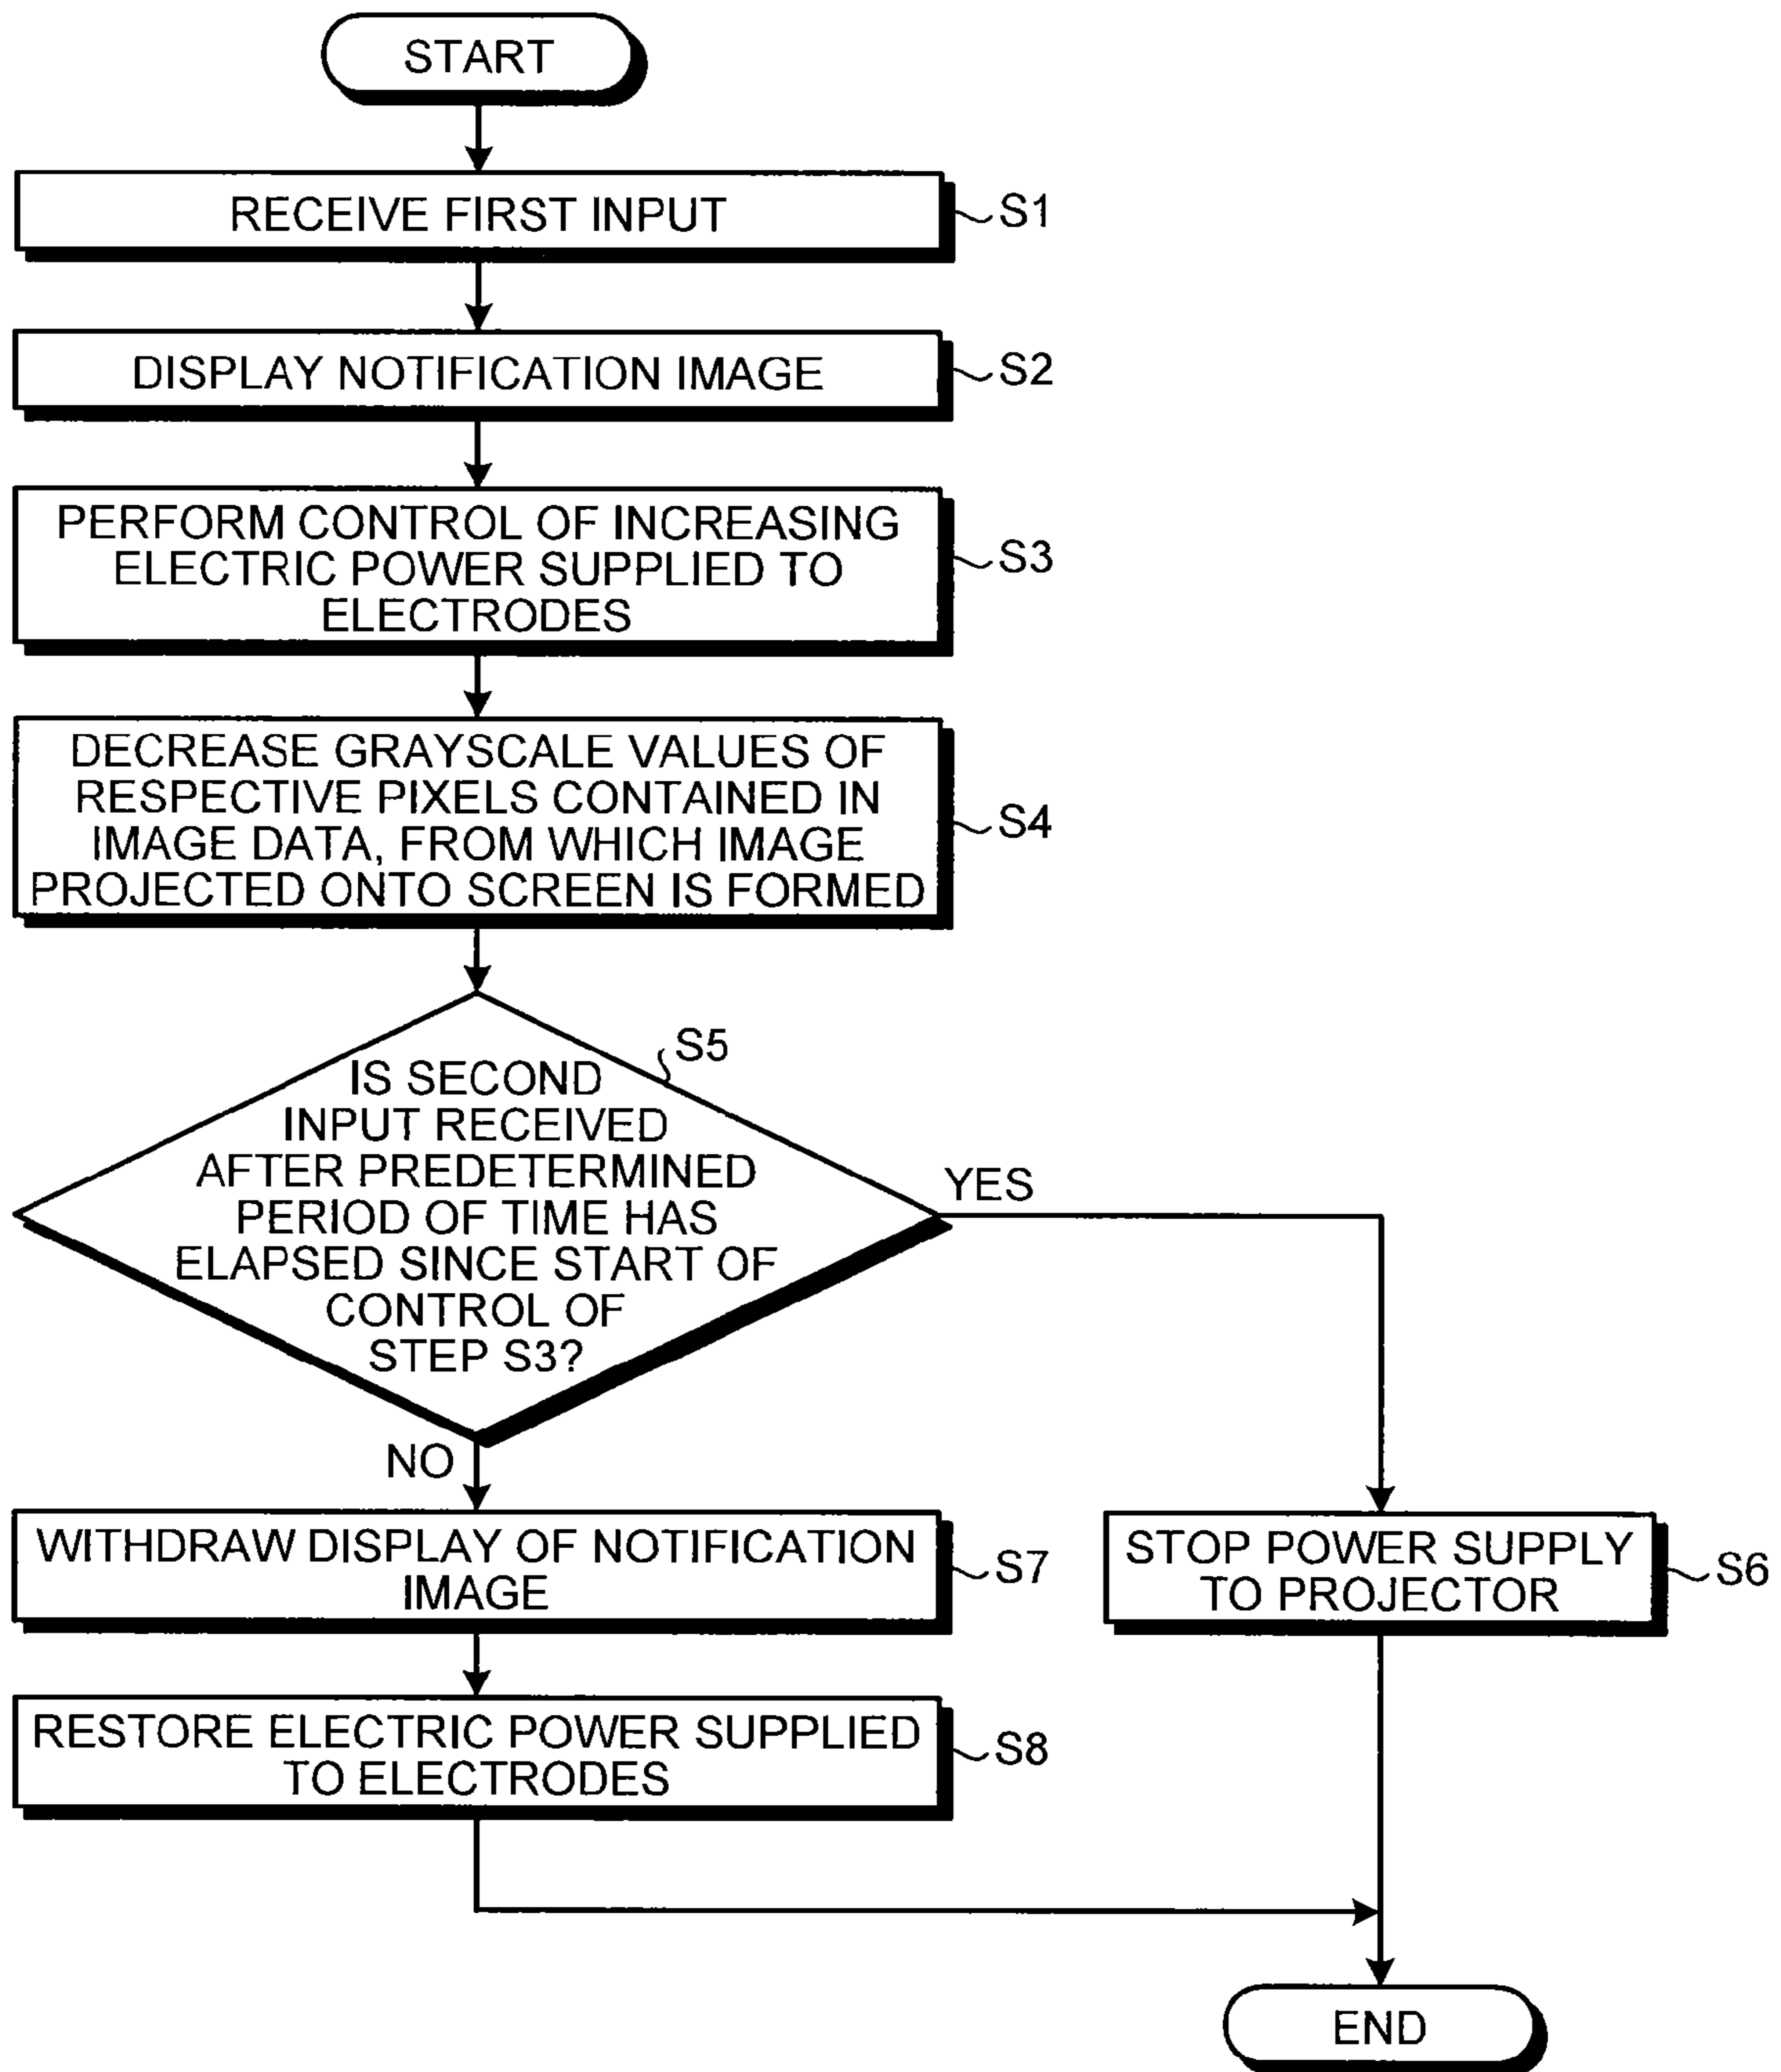 START
RECEIVE FIRST INPUT
S1
DISPLAY NOTIFICATION IMAGE
S2
PERFORM CONTROL OF INCREASING
ELECTRIC POWER SUPPLIED TO
ELECTRODES
S3
DECREASE GRAYSCALE VALUES OF
RESPECTIVE PIXELS CONTAINED IN
IMAGE DATA, FROM WHICH IMAGE
PROJECTED ONTO SCREEN IS FORMED
S4
S5
IS SECOND
INPUT RECEIVED
AFTER PREDETERMINED
PERIOD OF TIME HAS
ELAPSED SINCE START OF
CONTROL OF
STEP S3?
YES
NO
WITHDRAW DISPLAY OF NOTIFICATION
IMAGE
S7
STOP POWER SUPPLY
TO PROJECTOR
S6
RESTORE ELECTRIC POWER SUPPLIED
TO ELECTRODES
S8
END